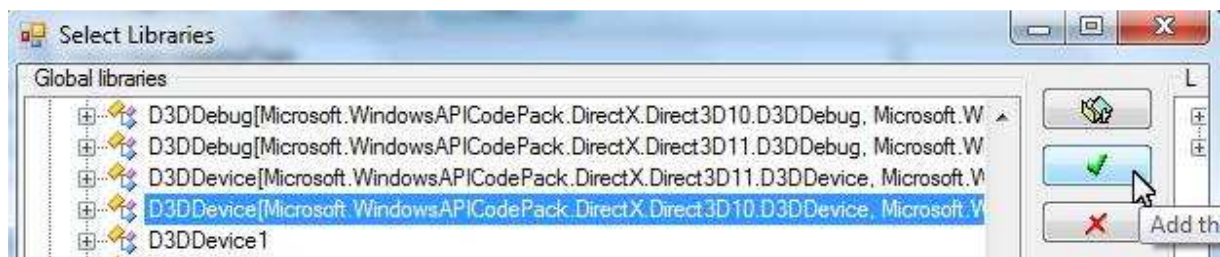 Select Libraries
Global libraries
L
D3DDebug[Microsoft.WindowsAPICodePack.DirectX.Direct3D10.D3DDebug, Microsoft.W
D3DDebug[Microsoft.WindowsAPICodePack.DirectX.Direct3D11.D3DDebug, Microsoft.W
D3DDevice[Microsoft.WindowsAPICodePack.DirectX.Direct3D11.D3DDevice, Microsoft.W
D3DDevice[Microsoft.WindowsAPICodePack.DirectX.Direct3D10.D3DDevice, Microsoft.W
Add th
D3DDevice1